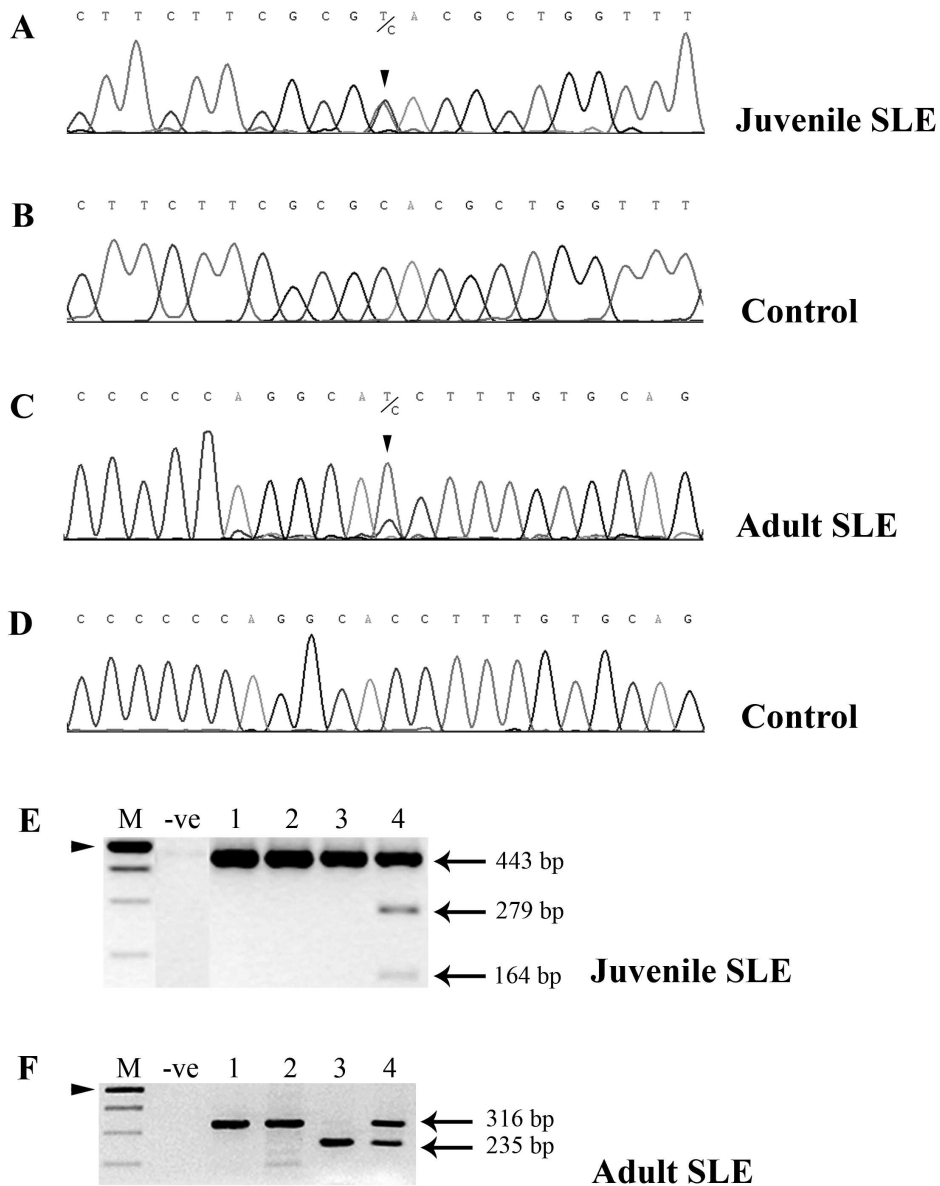 A
C T T C T T C G C G T/C A C G C T G G T T T
Juvenile SLE
B
C T T C T T C G C G C A C G C T G G T T T
Control
C
C C C C C A G G C A T/C C T T T G T G C A G
Adult SLE
D
C C C C C C A G G C A C C T T T G T G C A G
Control
E
M -ve 1 2 3 4
443 bp
279 bp
164 bp
Juvenile SLE
F
M -ve 1 2 3 4
316 bp
235 bp
Adult SLE